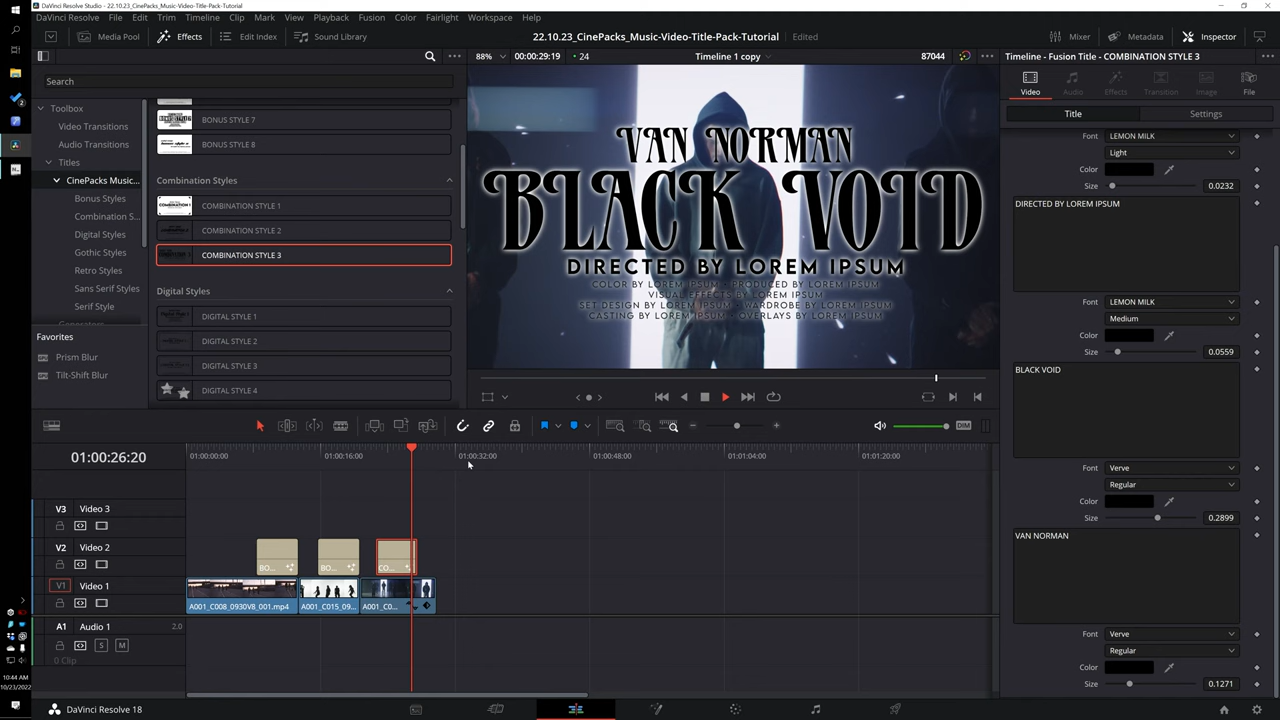 DaVinci Resolve Studio - 22.10.23_CinePacks_Music-Video-Title-Pack-Tutorial
DaVinci Resolve File Edit Trim Timeline Clip Mark View Playback Fusion Color Fairlight Workspace Help
Media Pool Effects Edit Index Sound Library 22.10.23_CinePacks_Music-Video-Title-Pack-Tutorial Edited Mixer Metadata Inspector
88% 00:00:29:19 24 Timeline 1 copy 87044 Timeline - Fusion Title - COMBINATION STYLE 3
Search
Video Audio Effects Transition Image File
Title Settings
Toolbox
Video Transitions
Audio Transitions
Titles
CinePacks Music...
Bonus Styles
Combination S...
Digital Styles
Gothic Styles
Retro Styles
Sans Serif Styles
Serif Style
Favorites
Prism Blur
Tilt-Shift Blur
BONUS STYLE 7
BONUS STYLE 8
Combination Styles
COMBINATION STYLE 1
COMBINATION STYLE 2
COMBINATION STYLE 3
Digital Styles
DIGITAL STYLE 1
DIGITAL STYLE 2
DIGITAL STYLE 3
DIGITAL STYLE 4
VAN NORMAN
BLACK VOID
DIRECTED BY LOREM IPSUM
COLOR BY LOREM IPSUM • PRODUCED BY LOREM IPSUM
VISUAL EFFECTS BY LOREM IPSUM
SET DESIGN BY LOREM IPSUM • WARDROBE BY LOREM IPSUM
CASTING BY LOREM IPSUM • OVERLAYS BY LOREM IPSUM
Font LEMON MILK
Light
Color
Size 0.0232
DIRECTED BY LOREM IPSUM
Font LEMON MILK
Medium
Color
Size 0.0559
BLACK VOID
Font Verve
Regular
Color
Size 0.2899
VAN NORMAN
Font Verve
Regular
Color
Size 0.1271
DIM
01:00:26:20 01:00:00:00 01:00:16:00 01:00:32:00 01:00:48:00 01:01:04:00 01:01:20:00
V3 Video 3
V2 Video 2
BO... BO... CO...
V1 Video 1
A001_C008_0930V8_001.mp4 A001_C015_09... A001_C0...
A1 Audio 1 2.0
S M
0 Clip
10:44 AM
10/23/2022
DaVinci Resolve 18